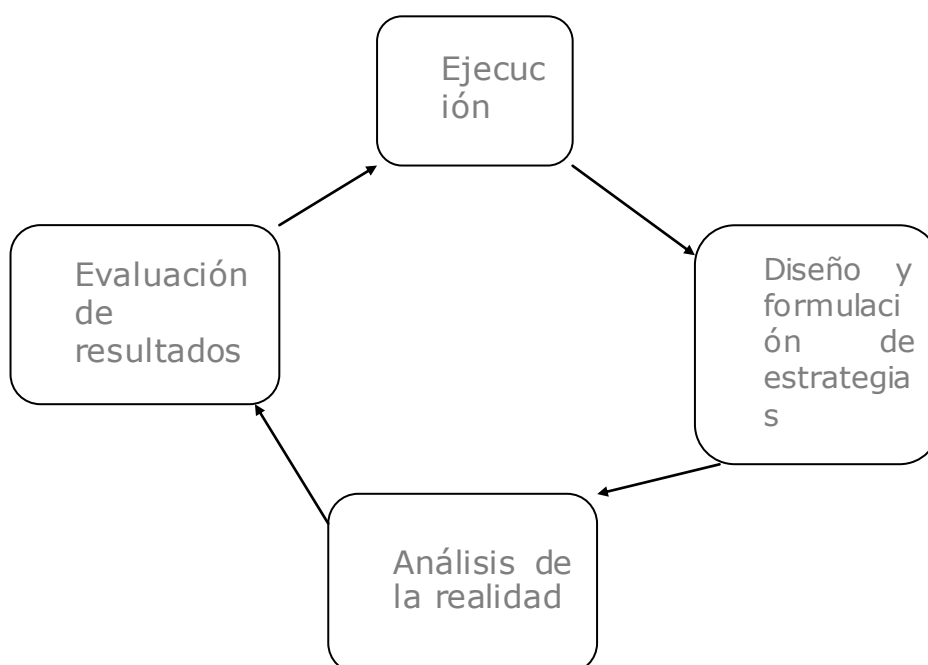 Ejecuc
ión
Evaluación
de
resultados
Diseño y
formulaci
ón de
estrategia
s
Análisis de
la realidad